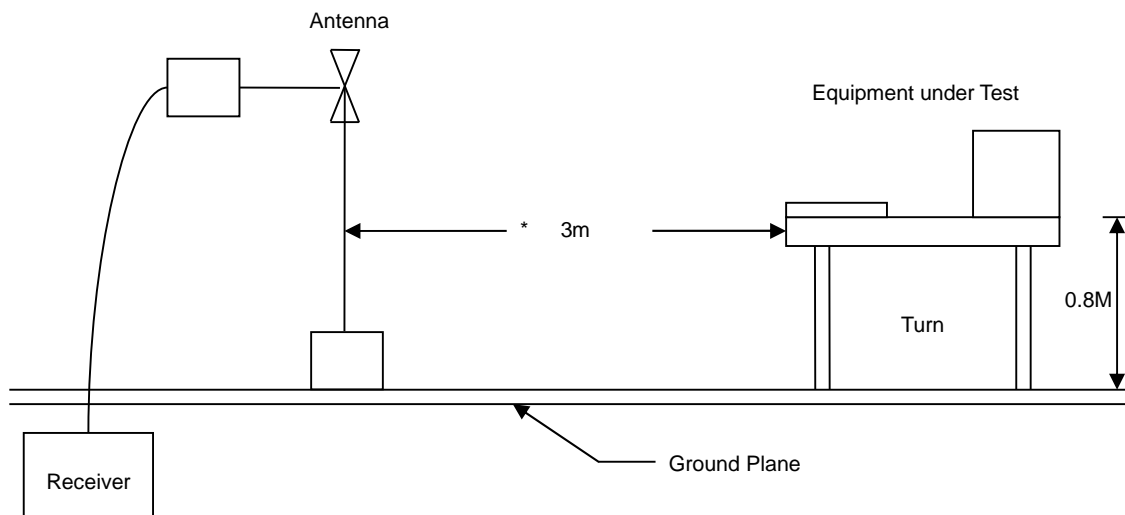 Antenna
Equipment under Test
* 3m
0.8M
Turn
Ground Plane
Receiver